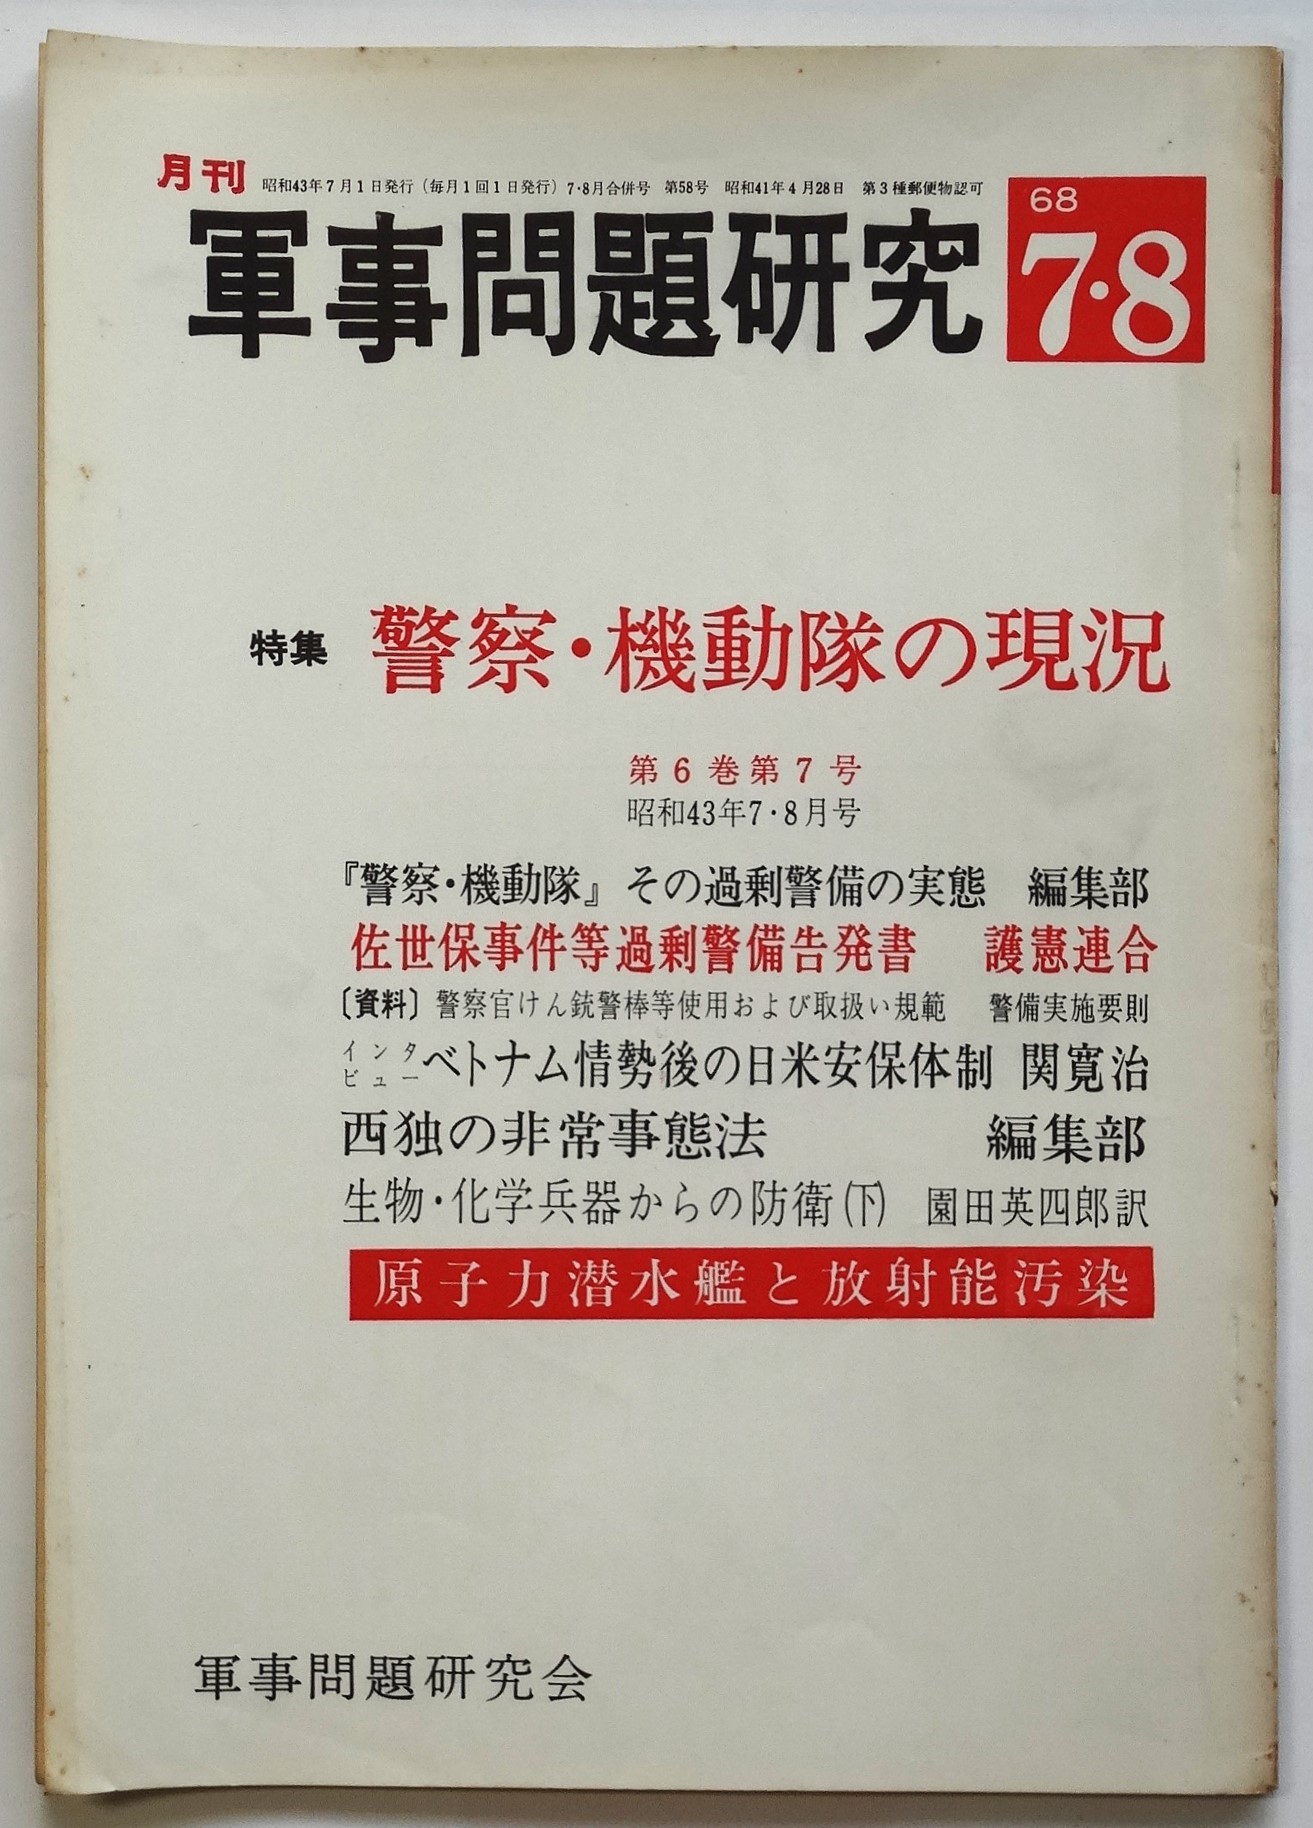 月刊 昭和43年7月1日発行（毎月1回1日発行）7・8月合併号 第58号 昭和41年4月28日 第3種郵便物認可
軍事問題研究
68
7・8
特集 警察・機動隊の現況
第6巻第7号
昭和43年7・8月号
『警察・機動隊』その過剰警備の実態 編集部
佐世保事件等過剰警備告発書 護憲連合
〔資料〕警察官けん銃警棒等使用および取扱い規範 警備実施要則
インタビュー ベトナム情勢後の日米安保体制 関寛治
西独の非常事態法 編集部
生物・化学兵器からの防衛（下） 園田英四郎訳
原子力潜水艦と放射能汚染
軍事問題研究会